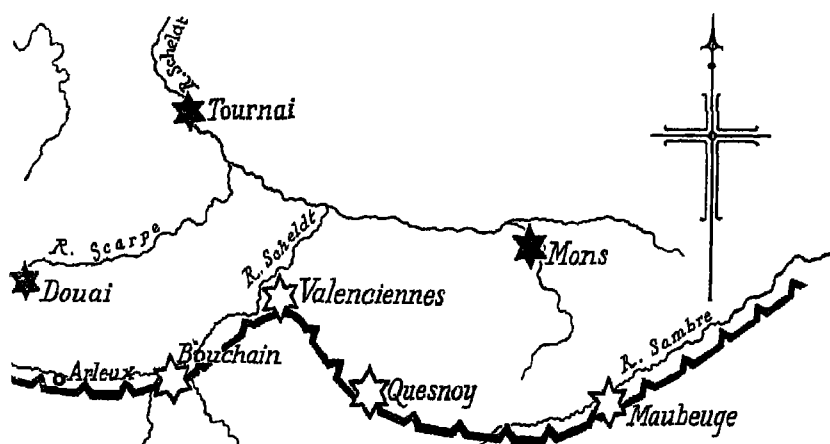 R. Scheldt
Tournai
R. Scarpe
R. Scheldt
Mons
Douai
Valenciennes
R. Sambre
Bouchain
Arleux
Quesnoy
Maubeuge